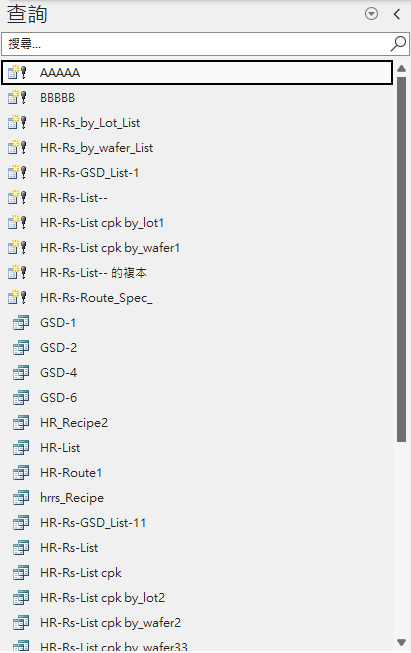 查詢
搜尋...
AAAAA
BBBBB
HR-Rs_by_Lot_List
HR-Rs_by_wafer_List
HR-Rs-GSD_List-1
HR-Rs-List--
HR-Rs-List cpk by_lot1
HR-Rs-List cpk by_wafer1
HR-Rs-List-- 的複本
HR-Rs-Route_Spec_
GSD-1
GSD-2
GSD-4
GSD-6
HR_Recipe2
HR-List
HR-Route1
hrrs_Recipe
HR-Rs-GSD_List-11
HR-Rs-List
HR-Rs-List cpk
HR-Rs-List cpk by_lot2
HR-Rs-List cpk by_wafer2
HR-Rs-List cpk by_wafer33